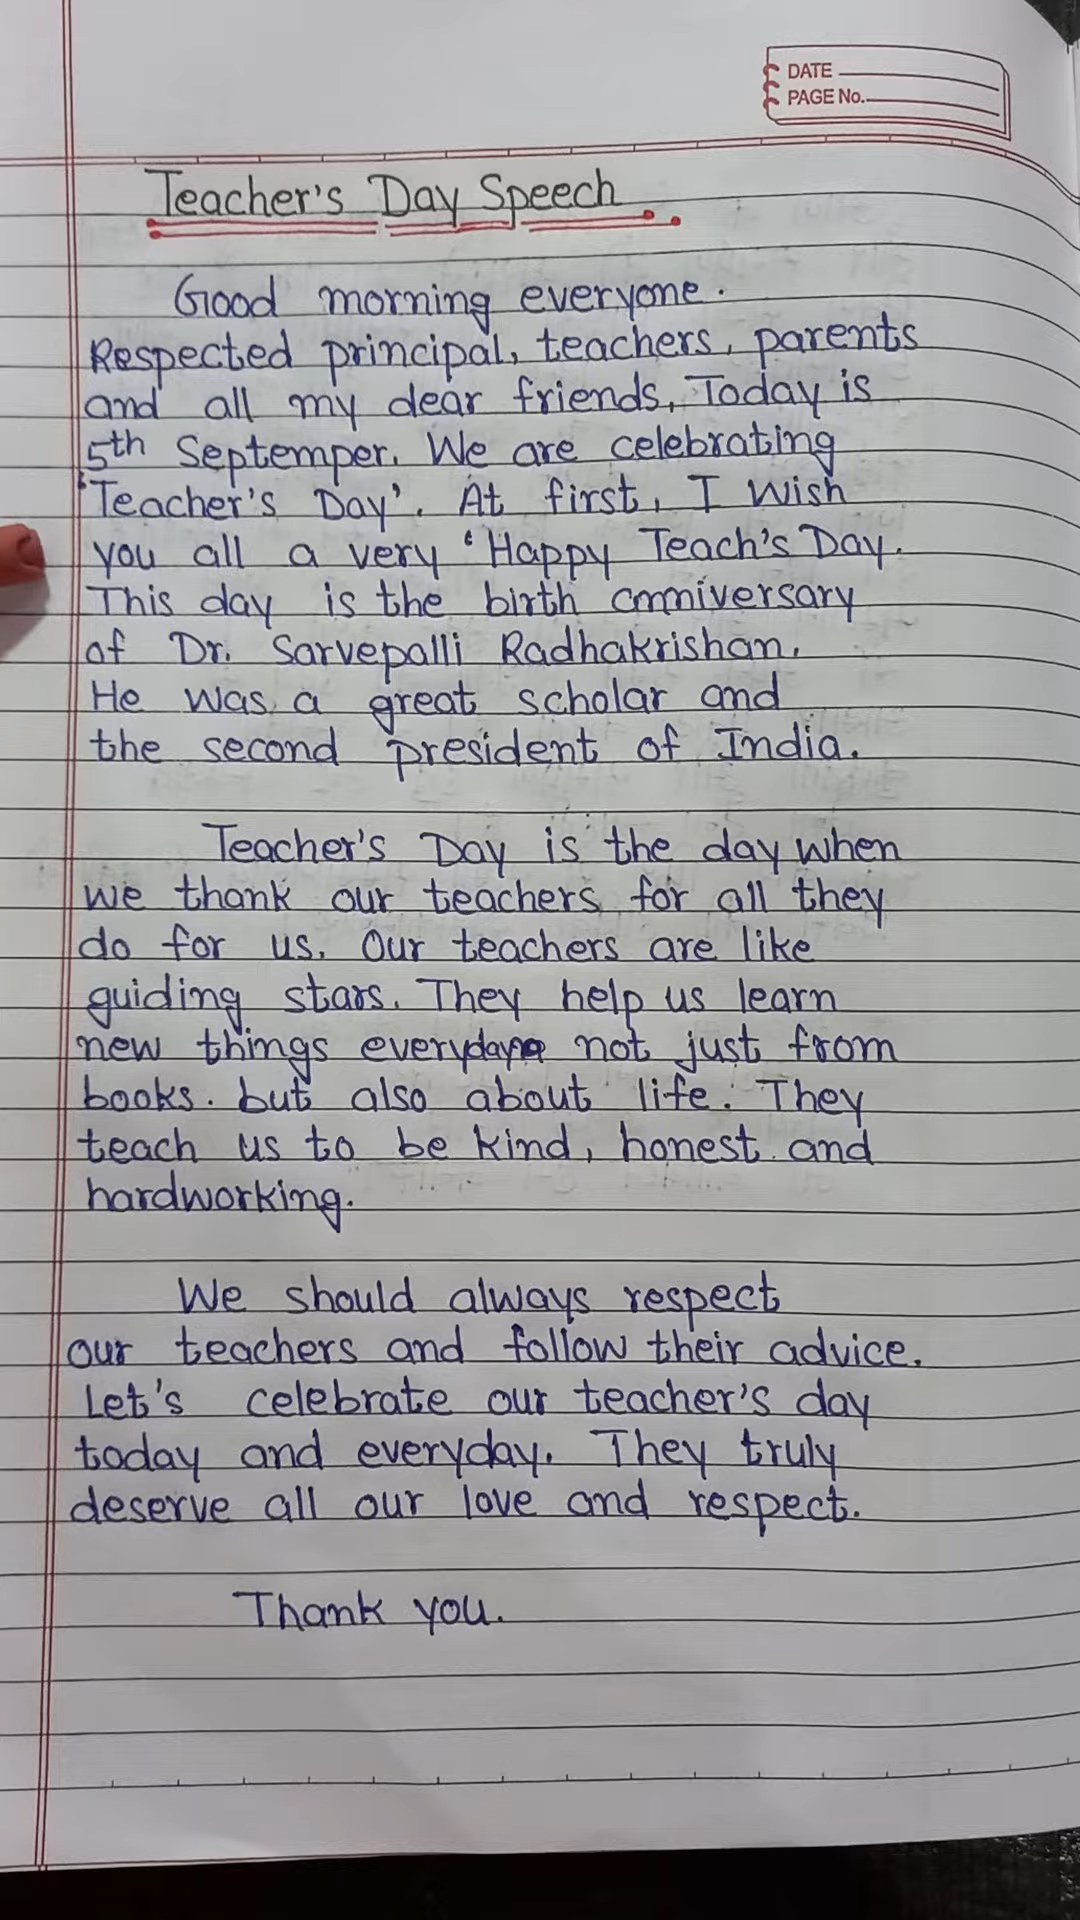 DATE
PAGE No.
Teacher's Day Speech
Good morning everyone.
Respected principal, teachers, parents
and all my dear friends, Today is
5th Septemper. We are celebrating
'Teacher's Day'. At first, I wish
you all a very 'Happy Teach's Day.
This day is the birth anniversary
of Dr. Sarvepalli Radhakrishan.
He was a great scholar and
the second president of India.
Teacher's Day is the day when
we thank our teachers for all they
do for us. Our teachers are like
guiding stars. They help us learn
new things everyday not just from
books. but also about life. They
teach us to be kind, honest and
hardworking.
We should always respect
our teachers and follow their advice.
Let's celebrate our teacher's day
today and everyday. They truly
deserve all our love and respect.
Thank you.